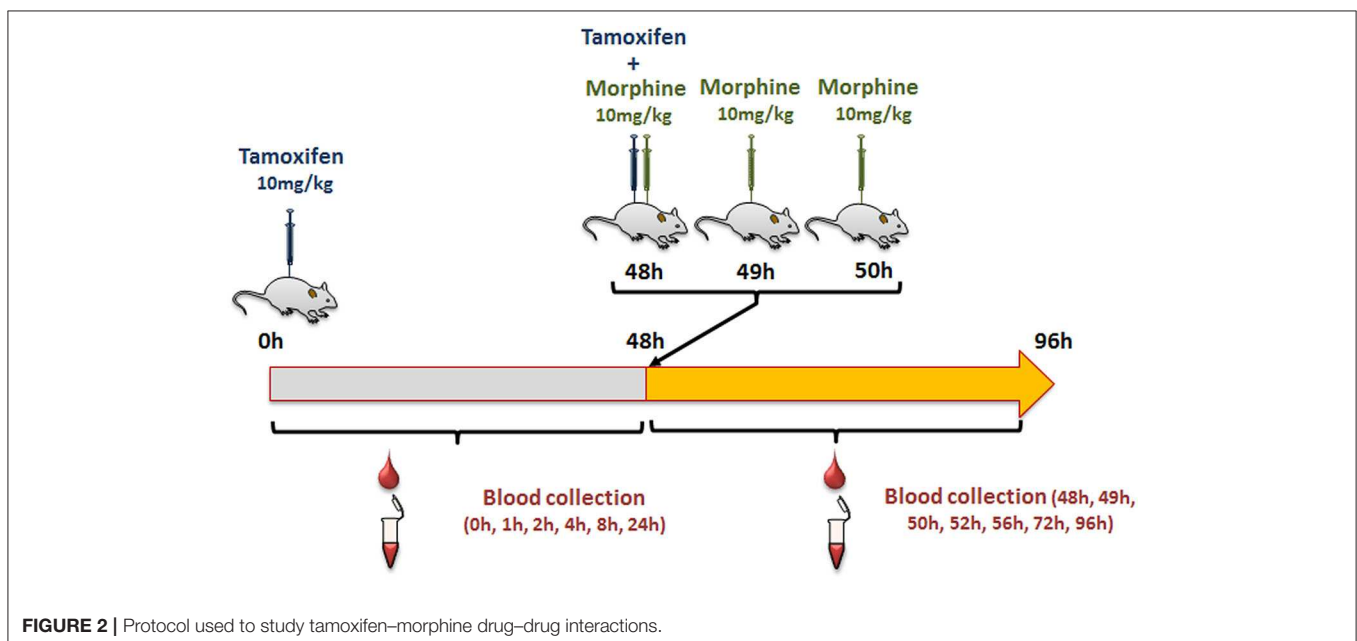 Tamoxifen
+
Morphine
10mg/kg
Morphine
10mg/kg
Morphine
10mg/kg
Tamoxifen
10mg/kg
48h
49h
50h
0h
48h
96h
Blood collection
(0h, 1h, 2h, 4h, 8h, 24h)
Blood collection (48h, 49h,
50h, 52h, 56h, 72h, 96h)
FIGURE 2 | Protocol used to study tamoxifen–morphine drug–drug interactions.